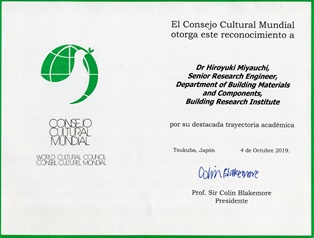 El Consejo Cultural Mundial
otorga este reconocimiento a
Dr Hiroyuki Miyauchi,
Senior Research Engineer,
Department of Building Materials
and Components,
Building Research Institute
por su destacada trayectoria académica
Tsukuba, Japón 4 de Octubre 2019.
Colin Blakemore
Prof. Sir Colin Blakemore
Presidente
CONSEJO
CULTURAL
MUNDIAL
WORLD CULTURAL COUNCIL
CONSEIL CULTUREL MONDIAL